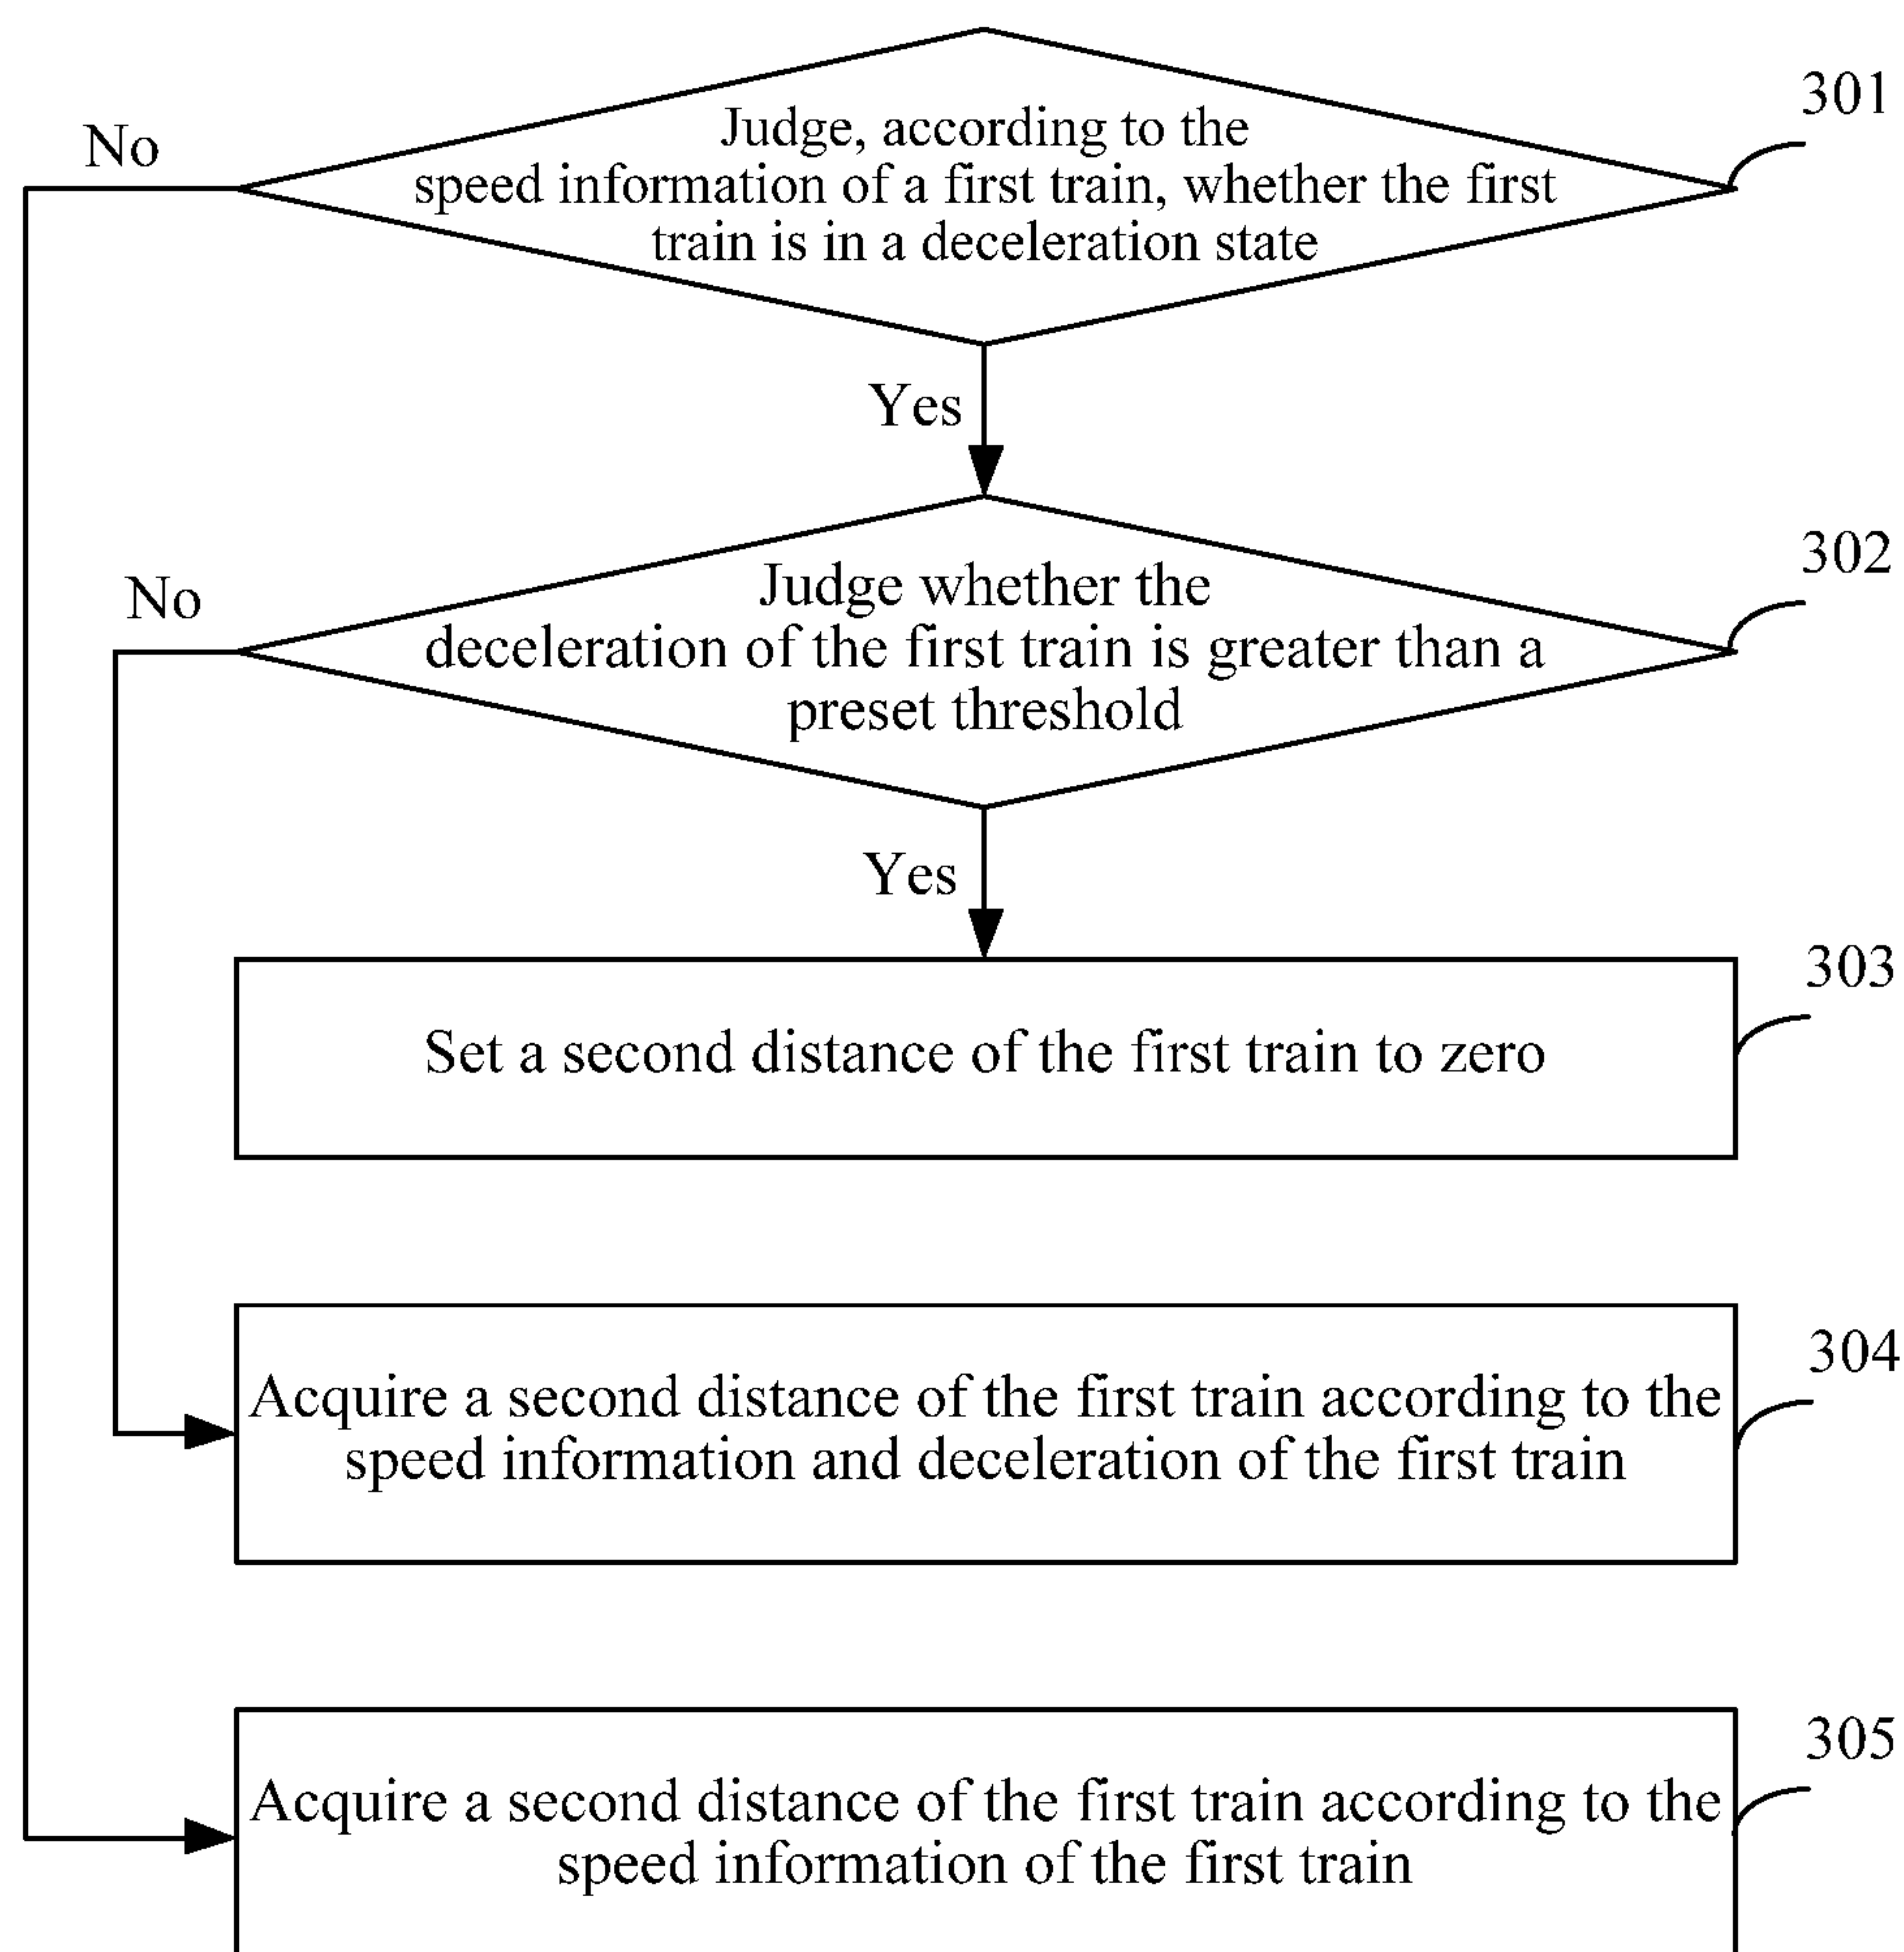 301
No
Judge, according to the
speed information of a first train, whether the first
train is in a deceleration state
Yes
302
No
Judge whether the
deceleration of the first train is greater than a
preset threshold
Yes
303
Set a second distance of the first train to zero
304
Acquire a second distance of the first train according to the
speed information and deceleration of the first train
305
Acquire a second distance of the first train according to the
speed information of the first train